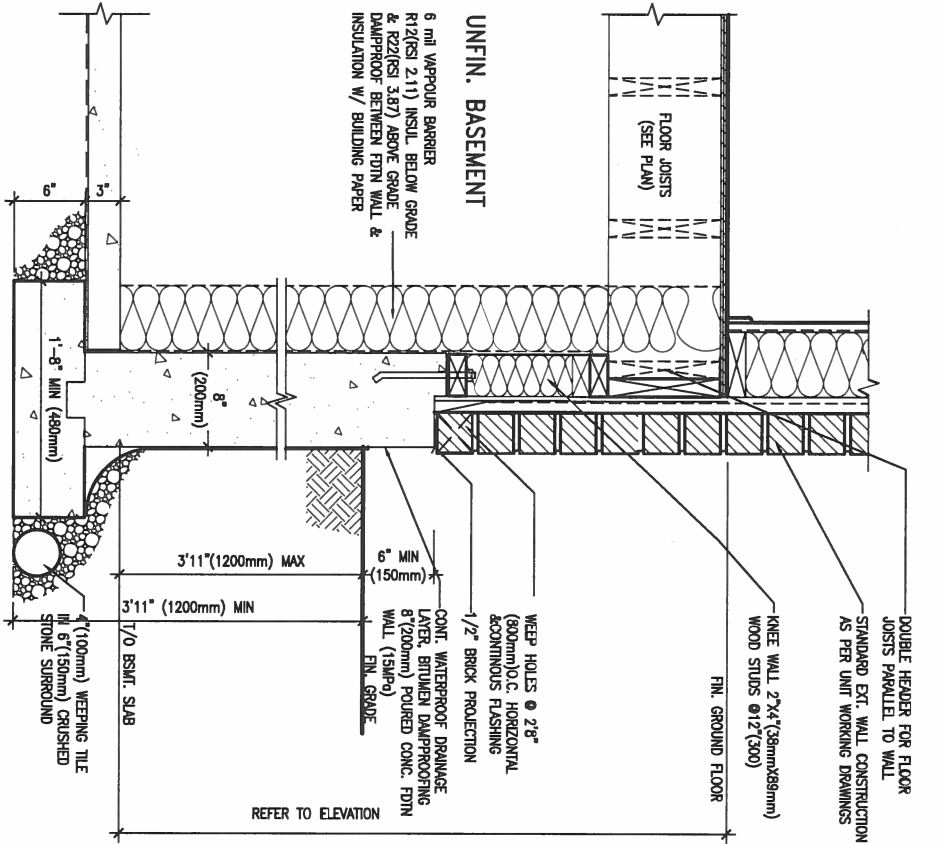 DOUBLE HEADER FOR FLOOR
JOISTS PARALLEL TO WALL
STANDARD EXT. WALL CONSTRUCTION
AS PER UNIT WORKING DRAWINGS
KNEE WALL 2"X4"(38mmX89mm)
WOOD STUDS @12"(300)
FIN. GROUND FLOOR
FLOOR JOISTS
(SEE PLAN)
UNFIN. BASEMENT
6 mil VAPPOUR BARRIER
R12(RSI 2.11) INSUL. BELOW GRADE
& R22(RSI 3.87) ABOVE GRADE
DAMPPROOF BETWEEN FDTN WALL &
INSULATION W/ BUILDING PAPER
WEEP HOLES @ 2'8"
(800mm)O.C. HORIZONTAL
&CONTINOUS FLASHING
1/2" BRICK PROJECTION
CONT. WATERPROOF DRAINAGE
LAYER, BITUMEN DAMPPROOFING
8"(200mm) POURED CONC. FDTN
WALL (15MPa)
FIN. GRADE
6" MIN
(150mm)
3'11"(1200mm) MAX
3'11" (1200mm) MIN
REFER TO ELEVATION
8"
(200mm)
T/O BSMT. SLAB
3"
6"
1'-8" MIN (480mm)
4"(100mm) WEEPING TILE
IN 6"(150mm) CRUSHED
STONE SURROUND